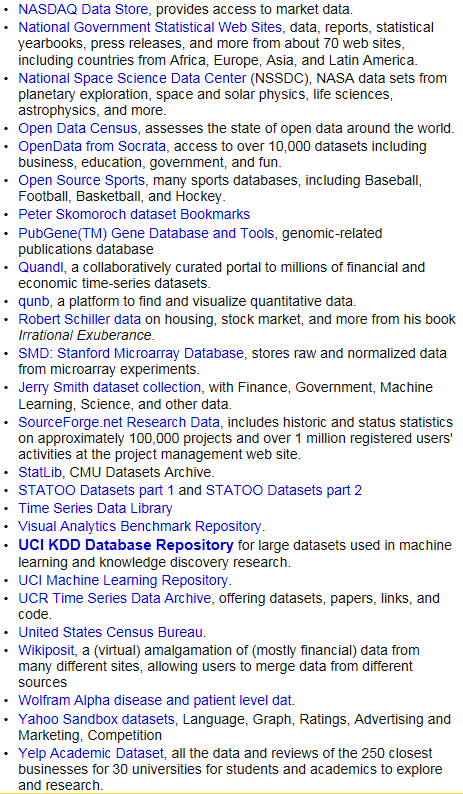 • NASDAQ Data Store, provides access to market data.
• National Government Statistical Web Sites, data, reports, statistical
yearbooks, press releases, and more from about 70 web sites,
including countries from Africa, Europe, Asia, and Latin America.
• National Space Science Data Center (NSSDC), NASA data sets from
planetary exploration, space and solar physics, life sciences,
astrophysics, and more.
• Open Data Census, assesses the state of open data around the world.
• OpenData from Socrata, access to over 10,000 datasets including
business, education, government, and fun.
• Open Source Sports, many sports databases, including Baseball,
Football, Basketball, and Hockey.
• Peter Skomoroch dataset Bookmarks
• PubGene(TM) Gene Database and Tools, genomic-related
publications database
• Quandl, a collaboratively curated portal to millions of financial and
economic time-series datasets.
• qunb, a platform to find and visualize quantitative data.
• Robert Schiller data on housing, stock market, and more from his book
Irrational Exuberance.
• SMD: Stanford Microarray Database, stores raw and normalized data
from microarray experiments.
• Jerry Smith dataset collection, with Finance, Government, Machine
Learning, Science, and other data.
• SourceForge.net Research Data, includes historic and status statistics
on approximately 100,000 projects and over 1 million registered users'
activities at the project management web site.
• StatLib, CMU Datasets Archive.
• STATOO Datasets part 1 and STATOO Datasets part 2
• Time Series Data Library
• Visual Analytics Benchmark Repository.
• UCI KDD Database Repository for large datasets used in machine
learning and knowledge discovery research.
• UCI Machine Learning Repository.
• UCR Time Series Data Archive, offering datasets, papers, links, and
code.
• United States Census Bureau.
• Wikiposit, a (virtual) amalgamation of (mostly financial) data from
many different sites, allowing users to merge data from different
sources
• Wolfram Alpha disease and patient level dat.
• Yahoo Sandbox datasets, Language, Graph, Ratings, Advertising and
Marketing, Competition
• Yelp Academic Dataset, all the data and reviews of the 250 closest
businesses for 30 universities for students and academics to explore
and research.